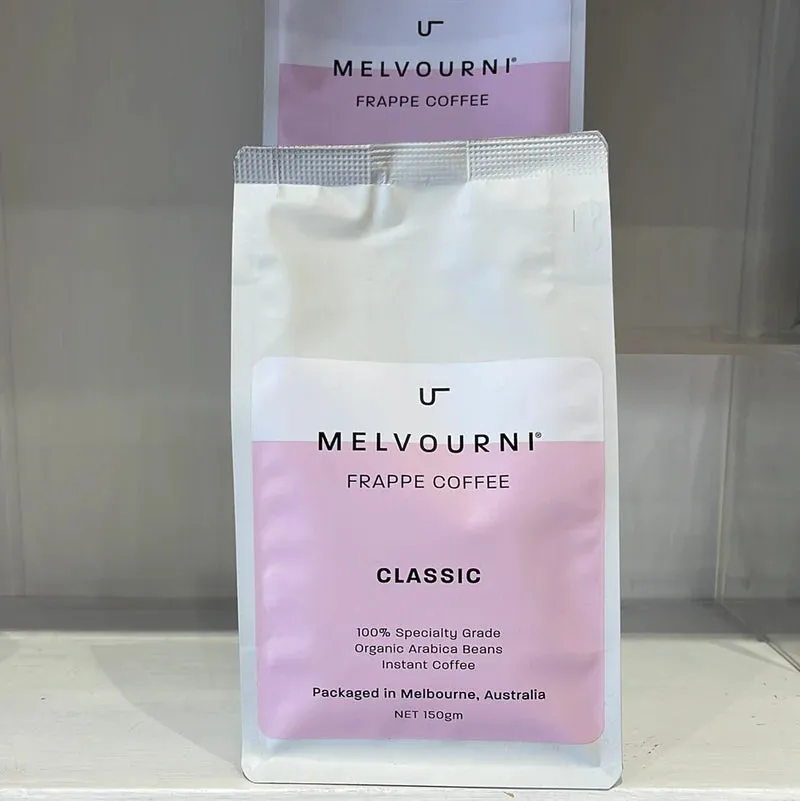 MELVOURNI®
FRAPPE COFFEE
MELVOURNI®
FRAPPE COFFEE
CLASSIC
100% Specialty Grade
Organic Arabica Beans
Instant Coffee
Packaged in Melbourne, Australia
NET 150gm